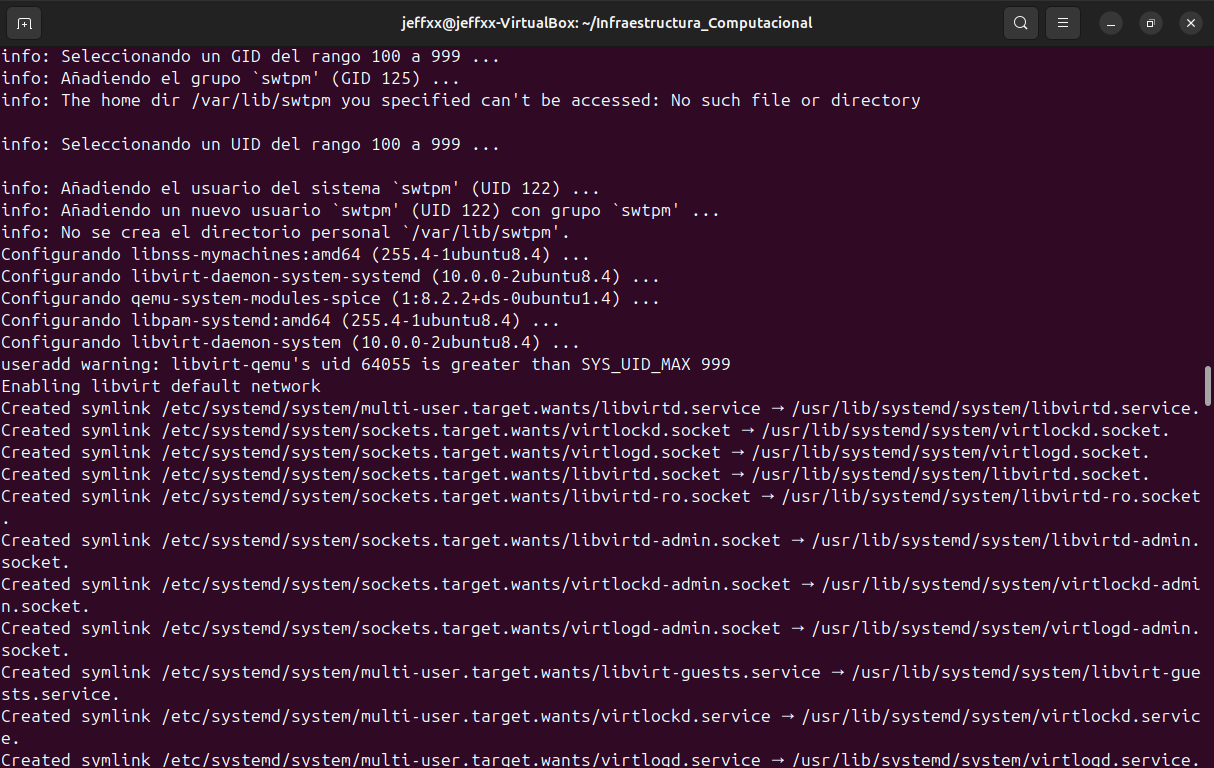 jeffxx@jeffxx-VirtualBox: ~/Infraestructura_Computacional
info: Seleccionando un GID del rango 100 a 999 ...
info: Añadiendo el grupo `swtpm' (GID 125) ...
info: The home dir /var/lib/swtpm you specified can't be accessed: No such file or directory
info: Seleccionando un UID del rango 100 a 999 ...
info: Añadiendo el usuario del sistema `swtpm' (UID 122) ...
info: Añadiendo un nuevo usuario `swtpm' (UID 122) con grupo `swtpm' ...
info: No se crea el directorio personal `/var/lib/swtpm'.
Configurando libnss-mymachines:amd64 (255.4-1ubuntu8.4) ...
Configurando libvirt-daemon-system-systemd (10.0.0-2ubuntu8.4) ...
Configurando qemu-system-modules-spice (1:8.2.2+ds-0ubuntu1.4) ...
Configurando libpam-systemd:amd64 (255.4-1ubuntu8.4) ...
Configurando libvirt-daemon-system (10.0.0-2ubuntu8.4) ...
useradd warning: libvirt-qemu's uid 64055 is greater than SYS_UID_MAX 999
Enabling libvirt default network
Created symlink /etc/systemd/system/multi-user.target.wants/libvirtd.service → /usr/lib/systemd/system/libvirtd.service.
Created symlink /etc/systemd/system/sockets.target.wants/virtlockd.socket → /usr/lib/systemd/system/virtlockd.socket.
Created symlink /etc/systemd/system/sockets.target.wants/virtlogd.socket → /usr/lib/systemd/system/virtlogd.socket.
Created symlink /etc/systemd/system/sockets.target.wants/libvirtd.socket → /usr/lib/systemd/system/libvirtd.socket.
Created symlink /etc/systemd/system/sockets.target.wants/libvirtd-ro.socket → /usr/lib/systemd/system/libvirtd-ro.socket
.
Created symlink /etc/systemd/system/sockets.target.wants/libvirtd-admin.socket → /usr/lib/systemd/system/libvirtd-admin.
socket.
Created symlink /etc/systemd/system/sockets.target.wants/virtlockd-admin.socket → /usr/lib/systemd/system/virtlockd-admi
n.socket.
Created symlink /etc/systemd/system/sockets.target.wants/virtlogd-admin.socket → /usr/lib/systemd/system/virtlogd-admin.
socket.
Created symlink /etc/systemd/system/multi-user.target.wants/libvirt-guests.service → /usr/lib/systemd/system/libvirt-gue
sts.service.
Created symlink /etc/systemd/system/multi-user.target.wants/virtlockd.service → /usr/lib/systemd/system/virtlockd.servic
e.
Created symlink /etc/systemd/system/multi-user.target.wants/virtlogd.service → /usr/lib/systemd/system/virtlogd.service.